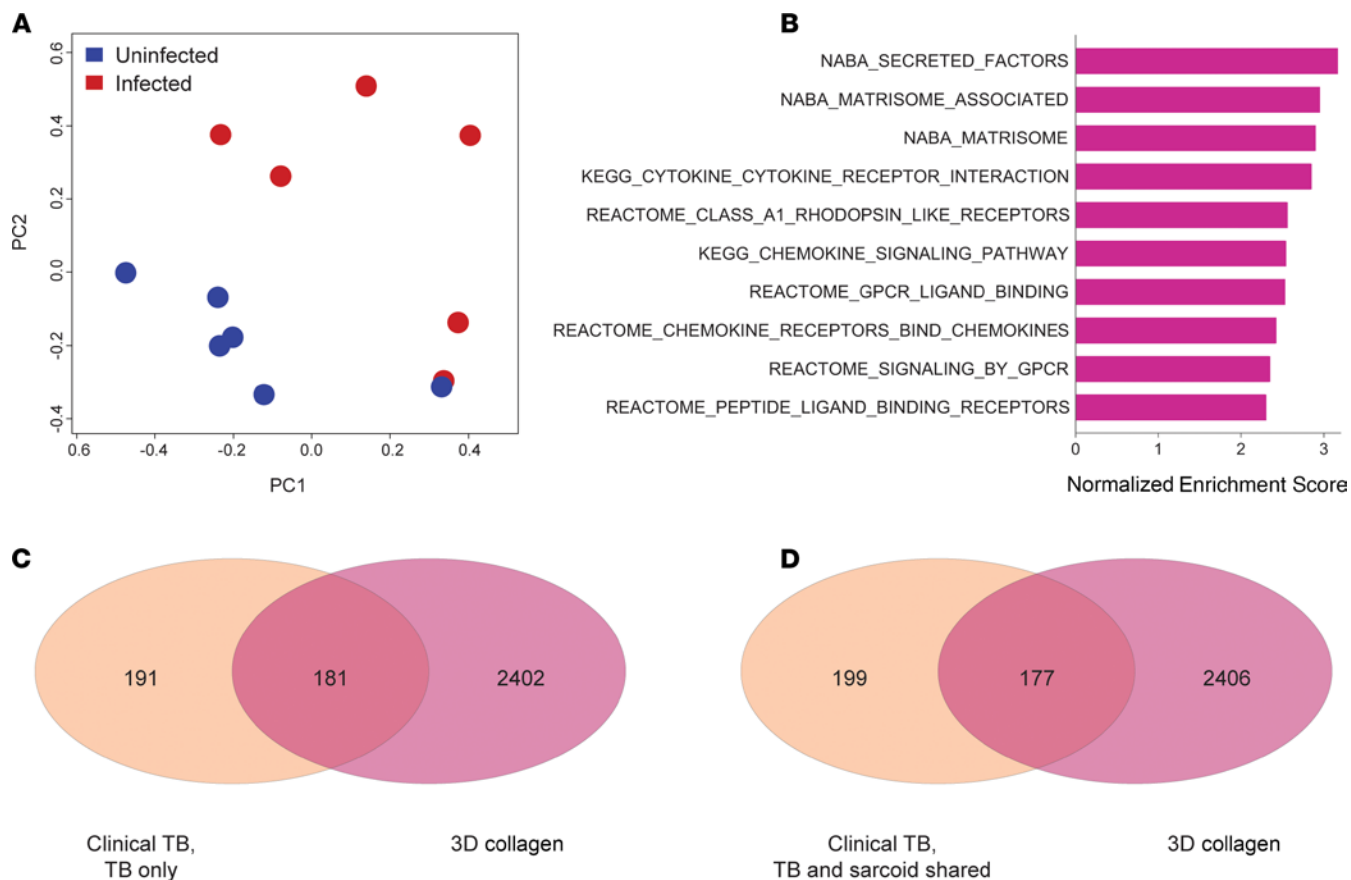 A
Uninfected
Infected
PC2
0.6
0.4
0.2
0.0
-0.2
-0.4
0.6
-0.4
-0.2
0.0
0.2
0.4
PC1
B
NABA_SECRETED_FACTORS
NABA_MATRISOME_ASSOCIATED
NABA_MATRISOME
KEGG_CYTOKINE_CYTOKINE_RECEPTOR_INTERACTION
REACTOME_CLASS_A1_RHODOPSIN_LIKE_RECEPTORS
KEGG_CHEMOKINE_SIGNALING_PATHWAY
REACTOME_GPCR_LIGAND_BINDING
REACTOME_CHEMOKINE_RECEPTORS_BIND_CHEMOKINES
REACTOME_SIGNALING_BY_GPCR
REACTOME_PEPTIDE_LIGAND_BINDING_RECEPTORS
0
1
2
3
Normalized Enrichment Score
C
191
181
2402
Clinical TB,
TB only
3D collagen
D
199
177
2406
Clinical TB,
TB and sarcoid shared
3D collagen